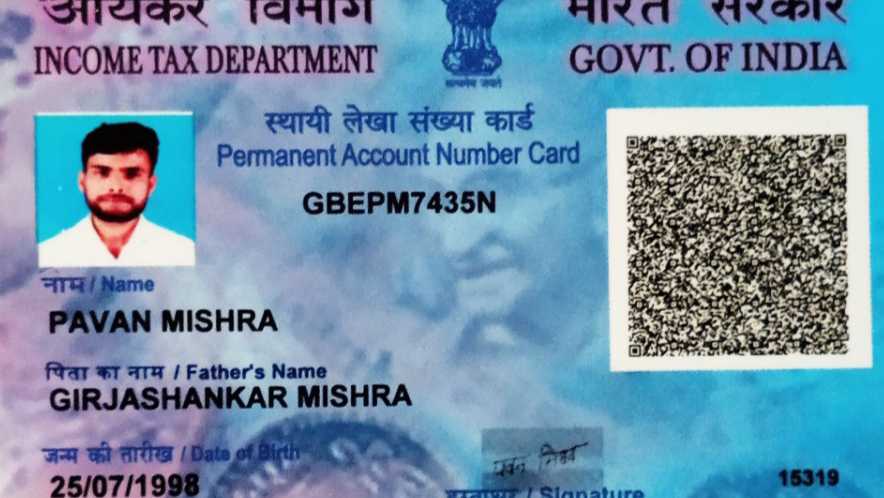 आयकर विभाग
भारत सरकार
INCOME TAX DEPARTMENT
GOVT. OF INDIA
सत्यमेव जयते
स्थायी लेखा संख्या कार्ड
Permanent Account Number Card
GBEPM7435N
नाम / Name
PAVAN MISHRA
पिता का नाम / Father's Name
GIRJASHANKAR MISHRA
जन्म की तारीख / Date of Birth
25/07/1998
पवन मिश्रा
हस्ताक्षर / Signature
15319